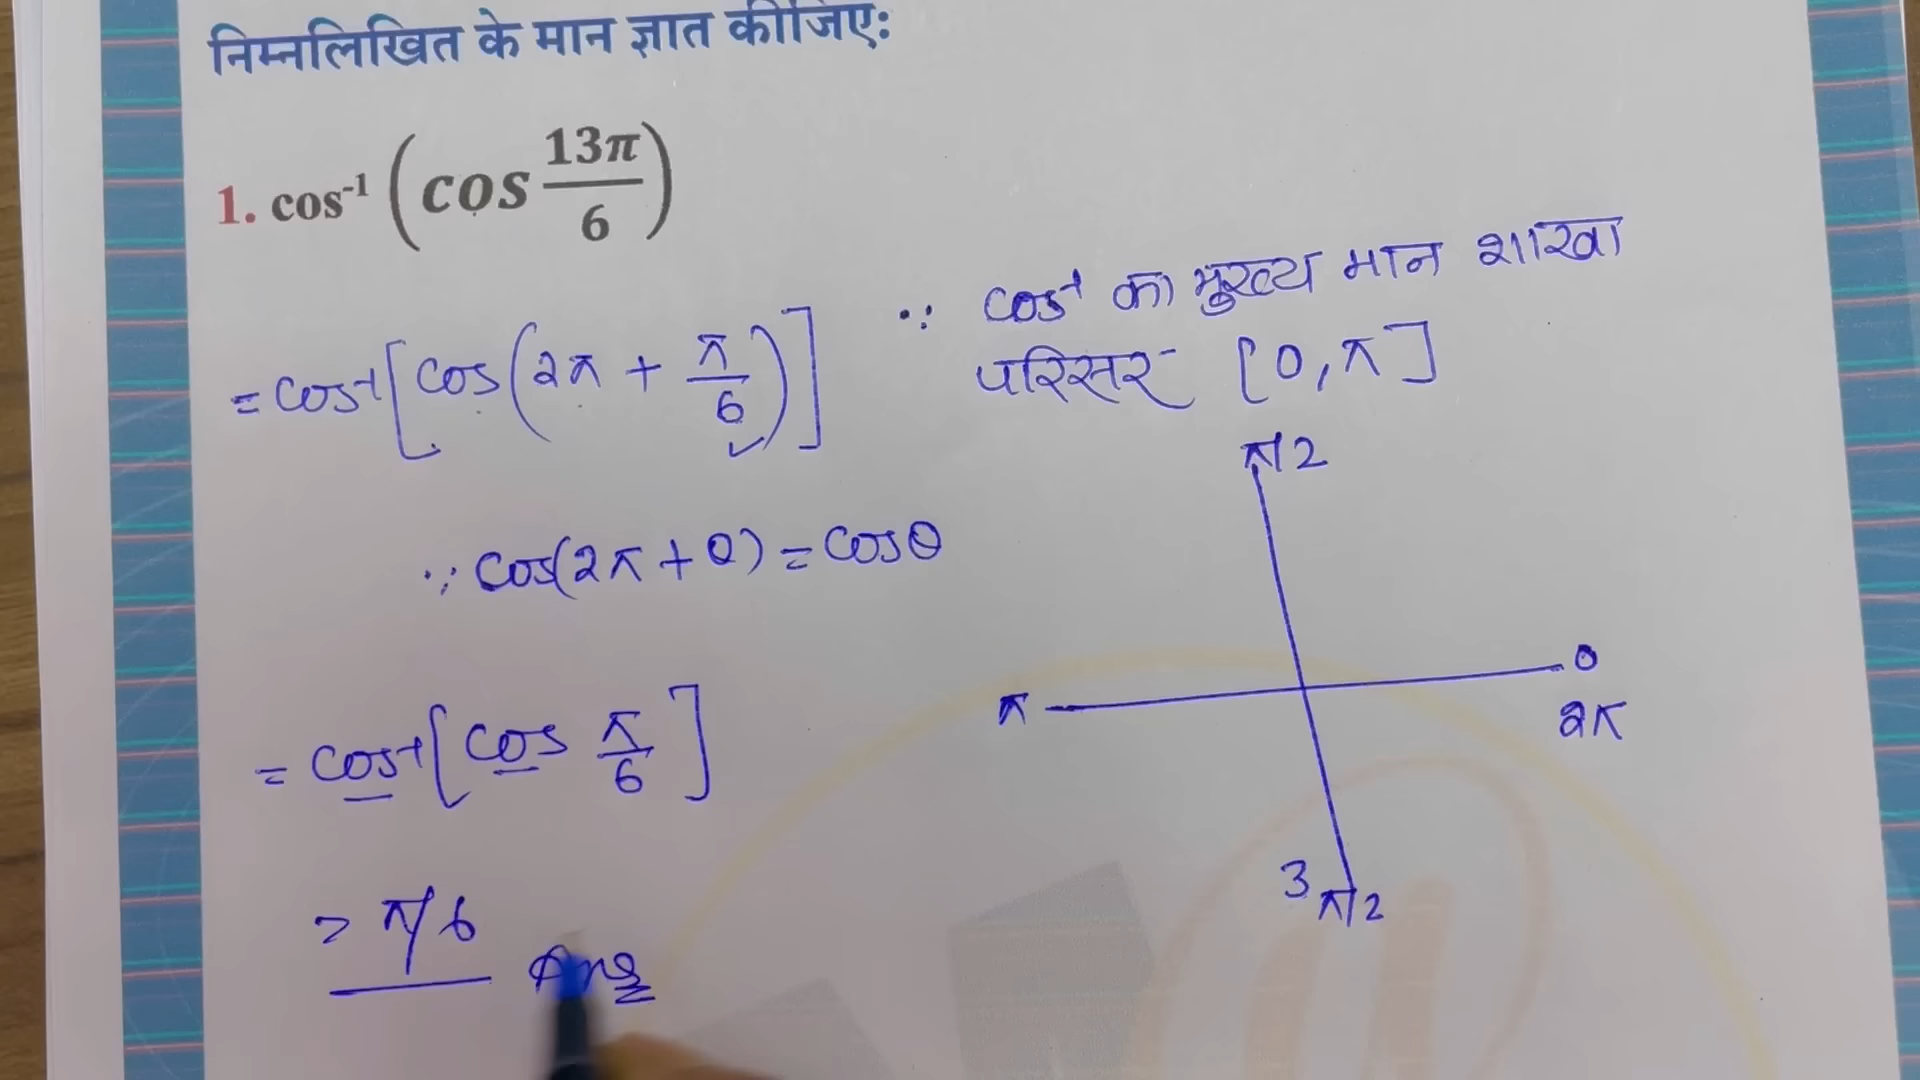 निम्नलिखित के मान ज्ञात कीजिए:
1. cos⁻¹ (cos 13π/6)
= cos⁻¹[cos(2π + π/6)]
∵ cos⁻¹ का मुख्य मान शाखा
परिसर [0, π]
∵ cos(2π + θ) = cosθ
= cos⁻¹[cos π/6]
= π/6 Ans
π/2
0
π
2π
3π/2